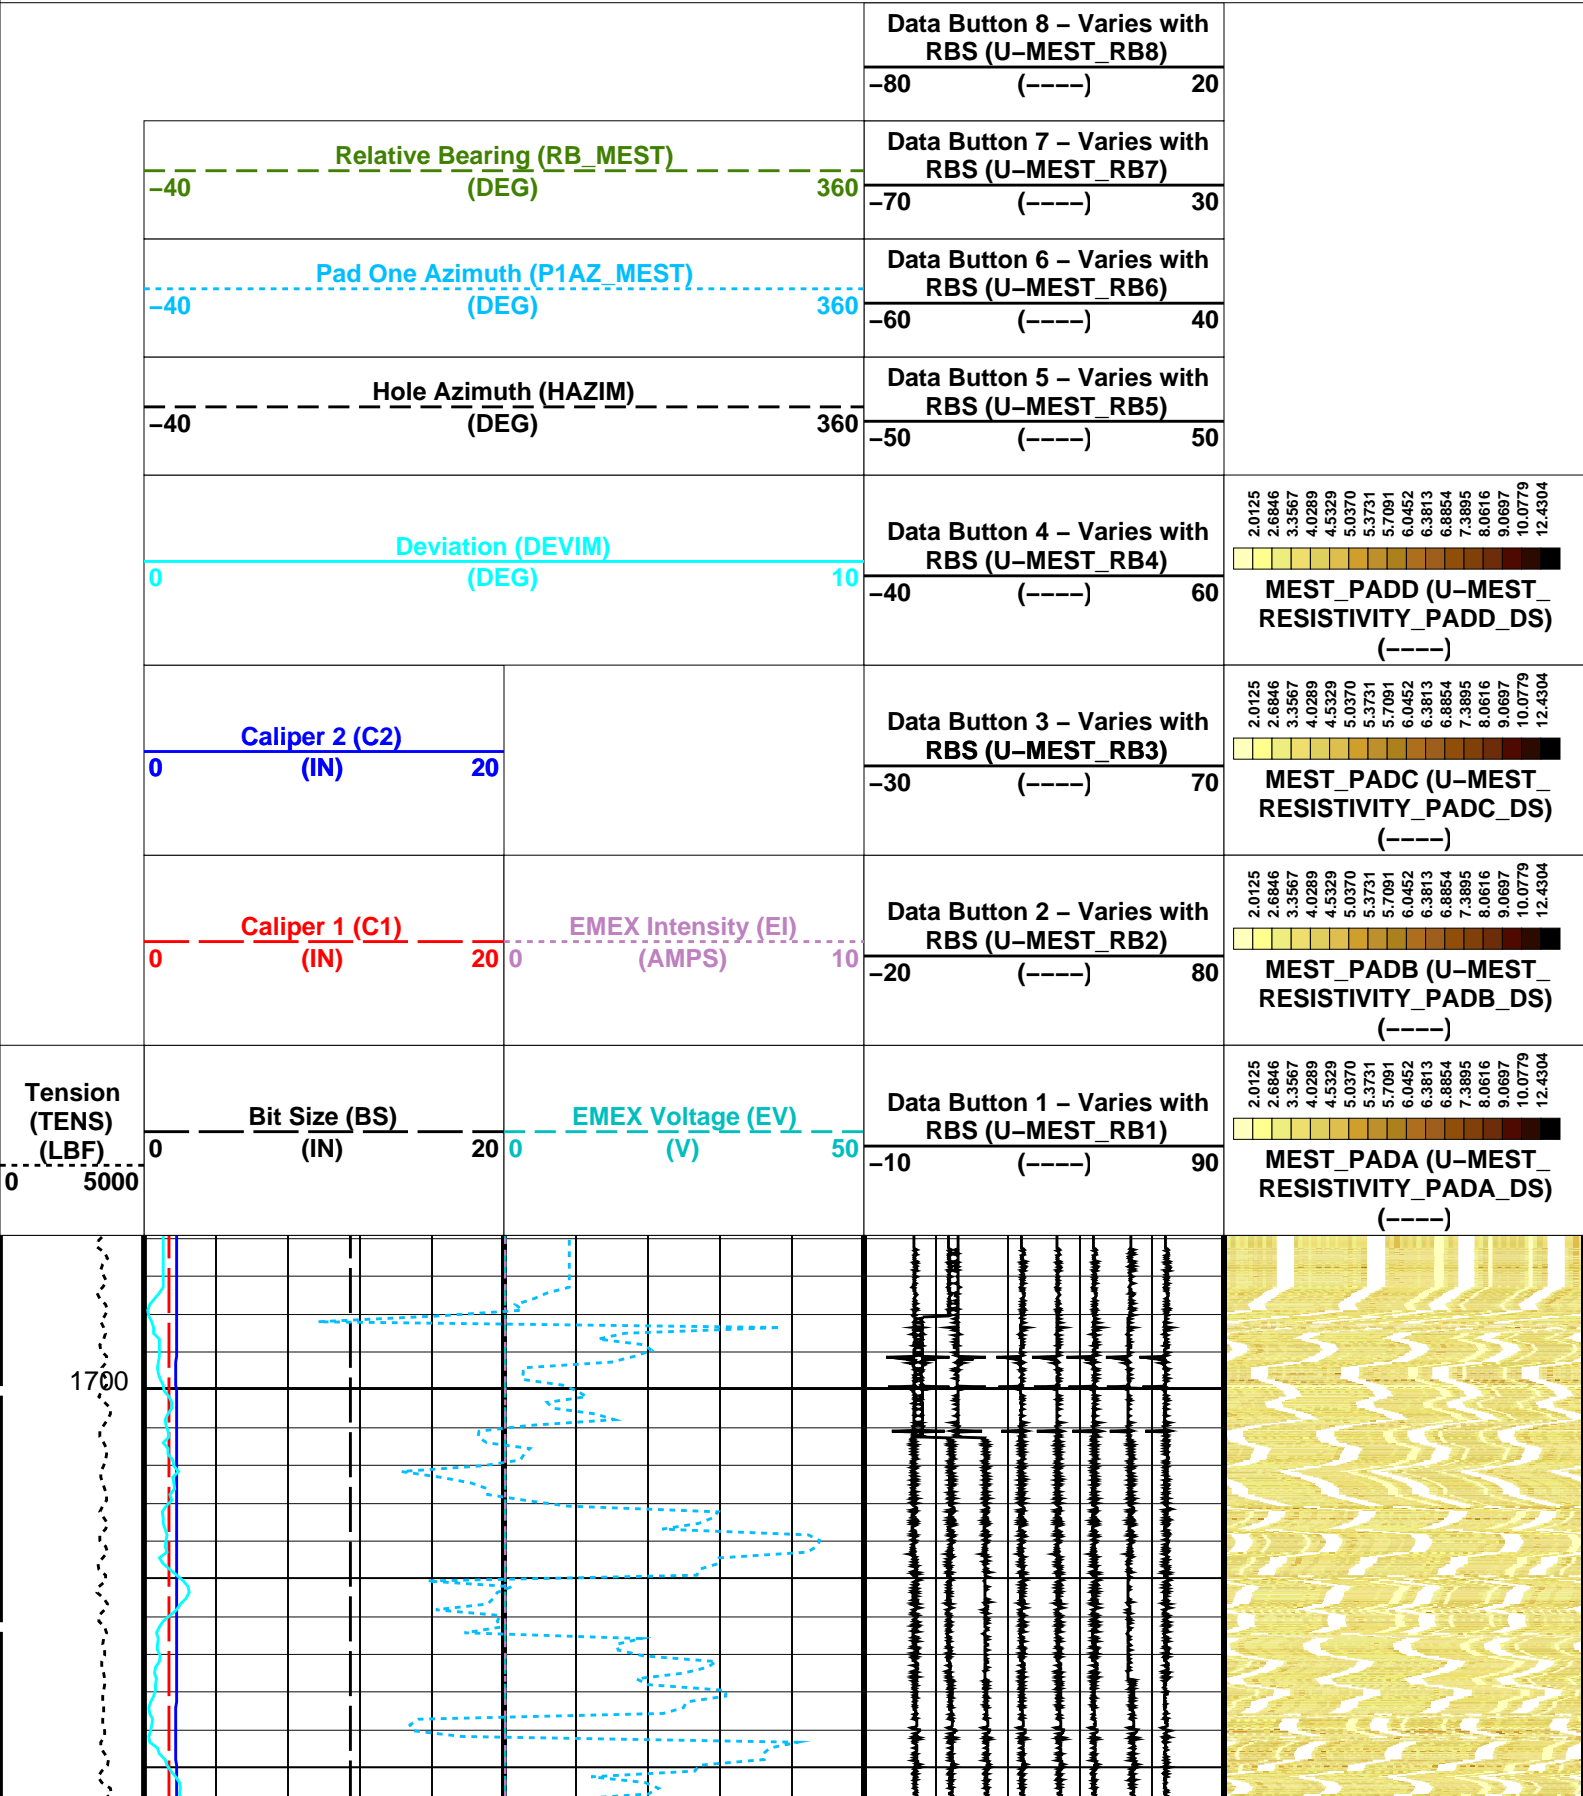 Data Button 8 – Varies with
RBS (U–MEST_RB8)
–80 (––––) 20
Relative Bearing (RB_MEST)
–40 (DEG) 360
Data Button 7 – Varies with
RBS (U–MEST_RB7)
–70 (––––) 30
Pad One Azimuth (P1AZ_MEST)
–40 (DEG) 360
Data Button 6 – Varies with
RBS (U–MEST_RB6)
–60 (––––) 40
Hole Azimuth (HAZIM)
–40 (DEG) 360
Data Button 5 – Varies with
RBS (U–MEST_RB5)
–50 (––––) 50
Deviation (DEVIM)
0 (DEG) 10
Data Button 4 – Varies with
RBS (U–MEST_RB4)
–40 (––––) 60
2.0125 2.6846 3.3567 4.0289 4.5329 5.0370 5.3731 5.7091 6.0452 6.3813 6.8854 7.3895 8.0616 9.0697 10.0779 12.4304
MEST_PADD (U–MEST_
RESISTIVITY_PADD_DS)
(––––)
Caliper 2 (C2)
0 (IN) 20
Data Button 3 – Varies with
RBS (U–MEST_RB3)
–30 (––––) 70
2.0125 2.6846 3.3567 4.0289 4.5329 5.0370 5.3731 5.7091 6.0452 6.3813 6.8854 7.3895 8.0616 9.0697 10.0779 12.4304
MEST_PADC (U–MEST_
RESISTIVITY_PADC_DS)
(––––)
Caliper 1 (C1)
0 (IN) 20
EMEX Intensity (EI)
0 (AMPS) 10
Data Button 2 – Varies with
RBS (U–MEST_RB2)
–20 (––––) 80
2.0125 2.6846 3.3567 4.0289 4.5329 5.0370 5.3731 5.7091 6.0452 6.3813 6.8854 7.3895 8.0616 9.0697 10.0779 12.4304
MEST_PADB (U–MEST_
RESISTIVITY_PADB_DS)
(––––)
Tension
(TENS)
(LBF)
0 5000
Bit Size (BS)
0 (IN) 20
EMEX Voltage (EV)
0 (V) 50
Data Button 1 – Varies with
RBS (U–MEST_RB1)
–10 (––––) 90
2.0125 2.6846 3.3567 4.0289 4.5329 5.0370 5.3731 5.7091 6.0452 6.3813 6.8854 7.3895 8.0616 9.0697 10.0779 12.4304
MEST_PADA (U–MEST_
RESISTIVITY_PADA_DS)
(––––)
1700